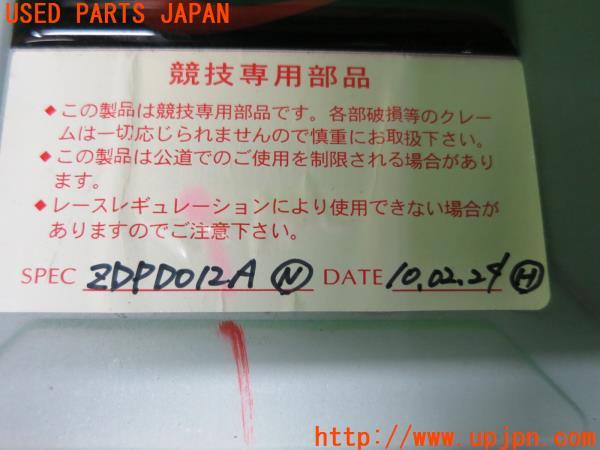 USED PARTS JAPAN
競技専用部品
◆この製品は競技専用部品です。各部破損等のクレー
ムは一切応じられませんので慎重にお取扱下さい。
◆この製品は公道でのご使用を制限される場合があり
ます。
◆レースレギュレーションにより使用できない場合が
ありますのでご注意下さい。
SPEC ZDPD012A Ⓝ DATE 10.02.24 Ⓗ
http://www.upjpn.com